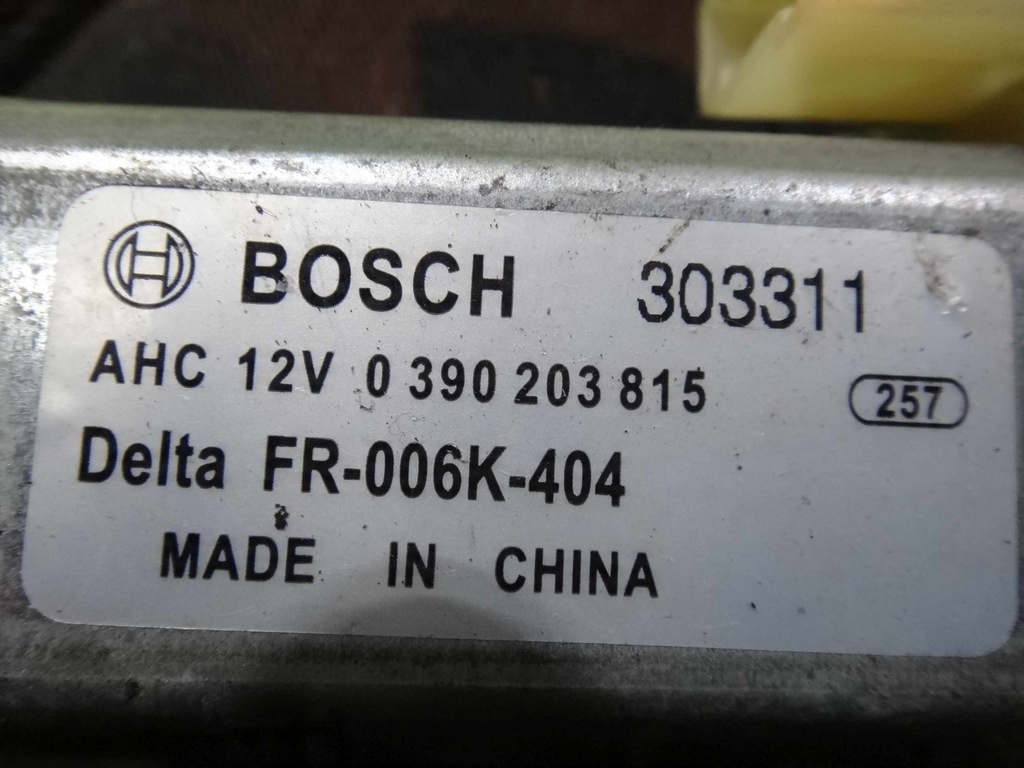 BOSCH 303311
AHC 12V 0 390 203 815 257
Delta FR-006K-404
MADE IN CHINA